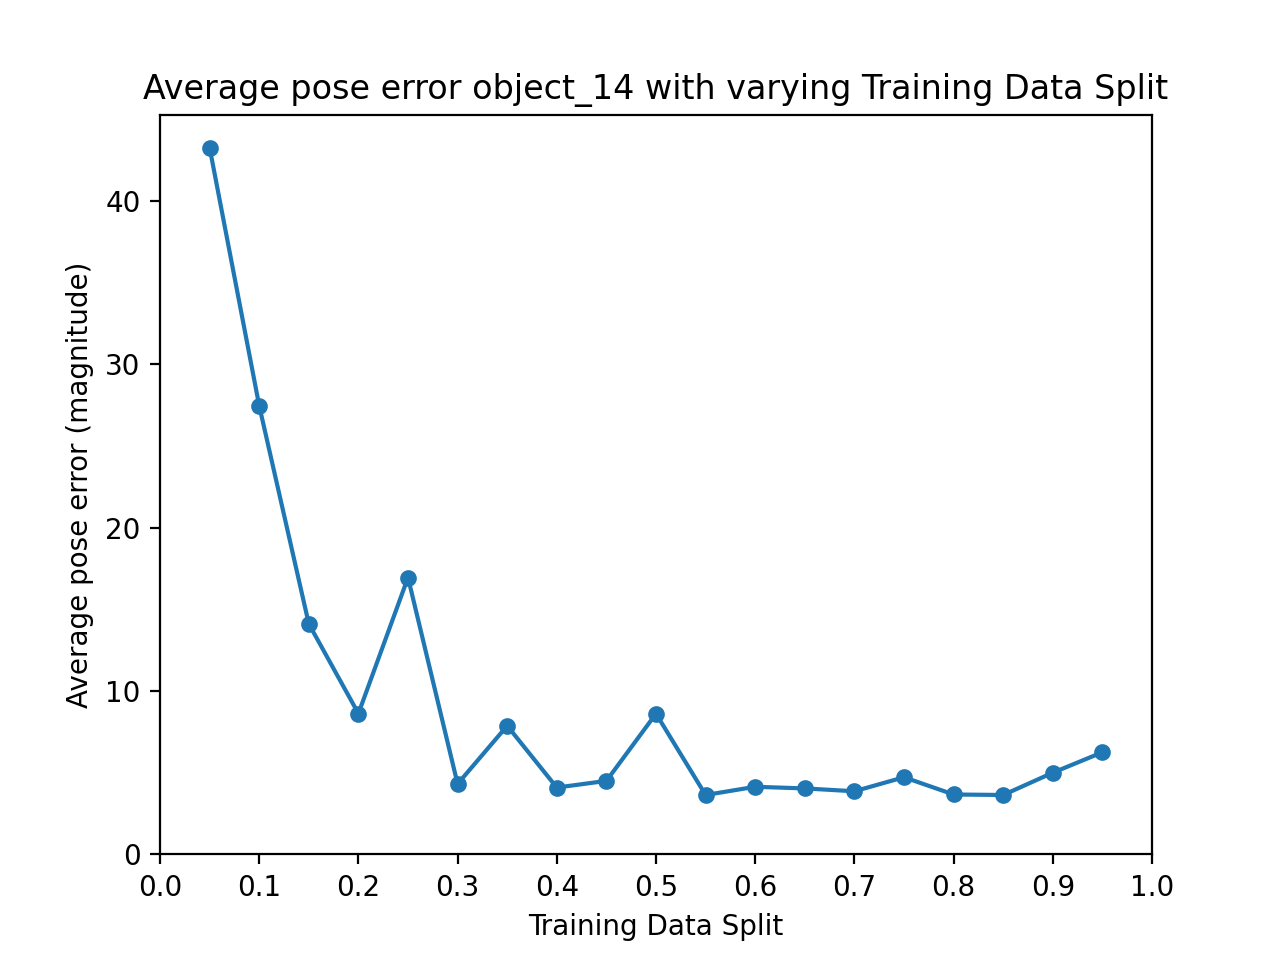 Average pose error object_14 with varying Training Data Split
Average pose error (magnitude)
40
30
20
10
0
0.0 0.1 0.2 0.3 0.4 0.5 0.6 0.7 0.8 0.9 1.0
Training Data Split